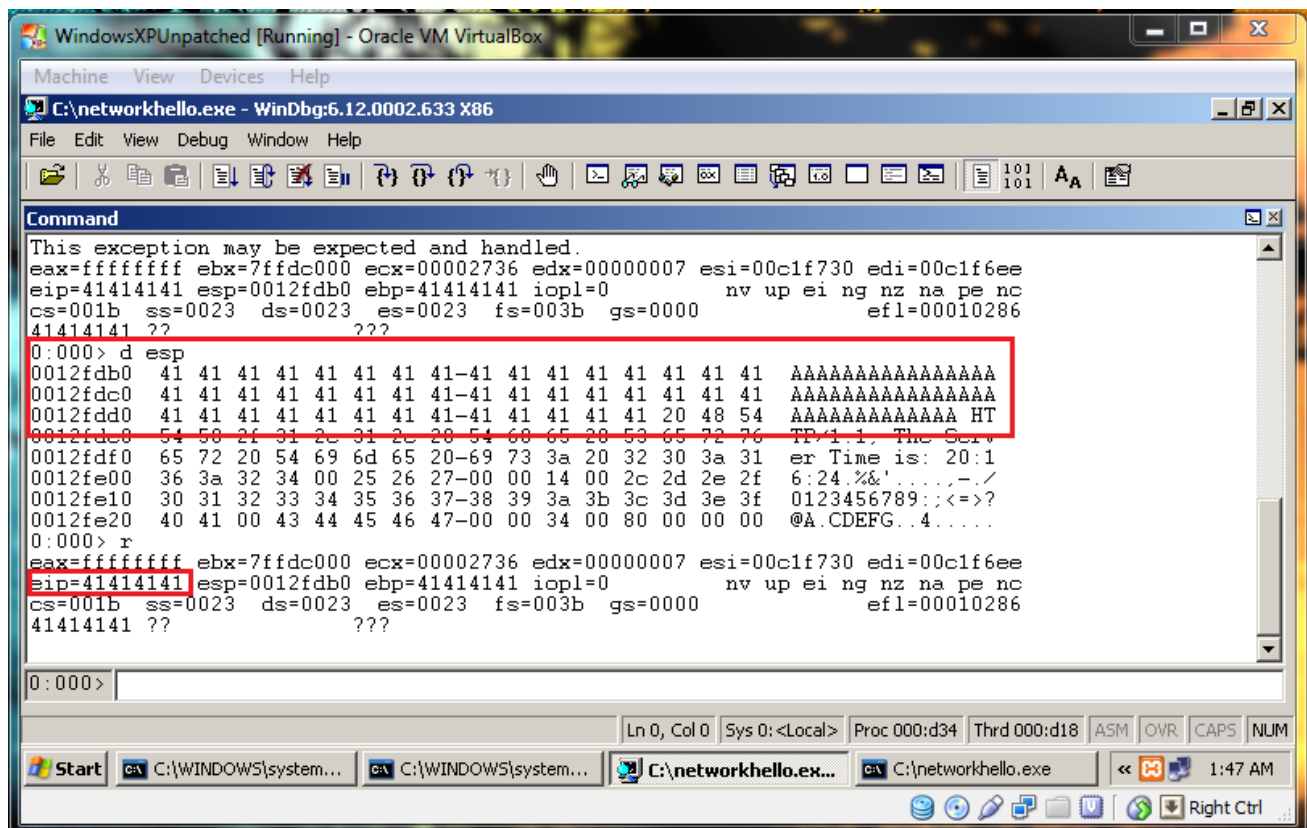 WindowsXPUnpatched [Running] - Oracle VM VirtualBox
Machine View Devices Help
C:\networkhello.exe - WinDbg:6.12.0002.633 X86
File Edit View Debug Window Help
Command
This exception may be expected and handled.
eax=ffffffff ebx=7ffdc000 ecx=00002736 edx=00000007 esi=00c1f730 edi=00c1f6ee
eip=41414141 esp=0012fdb0 ebp=41414141 iopl=0 nv up ei ng nz na pe nc
cs=001b ss=0023 ds=0023 es=0023 fs=003b gs=0000 efl=00010286
41414141 ?? ???
0:000> d esp
0012fdb0 41 41 41 41 41 41 41 41-41 41 41 41 41 41 41 41 AAAAAAAAAAAAAAAA
0012fdc0 41 41 41 41 41 41 41 41-41 41 41 41 41 41 41 41 AAAAAAAAAAAAAAAA
0012fdd0 41 41 41 41 41 41 41 41-41 41 41 41 41 20 48 54 AAAAAAAAAAAAA HT
0012fde0 54 50 2f 31 2e 31 2c 20-54 68 65 20 53 65 72 76 TP/1.1, The Serv
0012fdf0 65 72 20 54 69 6d 65 20-69 73 3a 20 32 30 3a 31 er Time is: 20:1
0012fe00 36 3a 32 34 00 25 26 27-00 00 14 00 2c 2d 2e 2f 6:24.%&'....,-./
0012fe10 30 31 32 33 34 35 36 37-38 39 3a 3b 3c 3d 3e 3f 0123456789:;<=>?
0012fe20 40 41 00 43 44 45 46 47-00 00 34 00 80 00 00 00 @A.CDEFG..4.....
0:000> r
eax=ffffffff ebx=7ffdc000 ecx=00002736 edx=00000007 esi=00c1f730 edi=00c1f6ee
eip=41414141 esp=0012fdb0 ebp=41414141 iopl=0 nv up ei ng nz na pe nc
cs=001b ss=0023 ds=0023 es=0023 fs=003b gs=0000 efl=00010286
41414141 ?? ???
0:000>
Ln 0, Col 0 Sys 0:<Local> Proc 000:d34 Thrd 000:d18 ASM OVR CAPS NUM
Start C:\WINDOWS\system... C:\WINDOWS\system... C:\networkhello.ex... C:\networkhello.exe « 1:47 AM
Right Ctrl